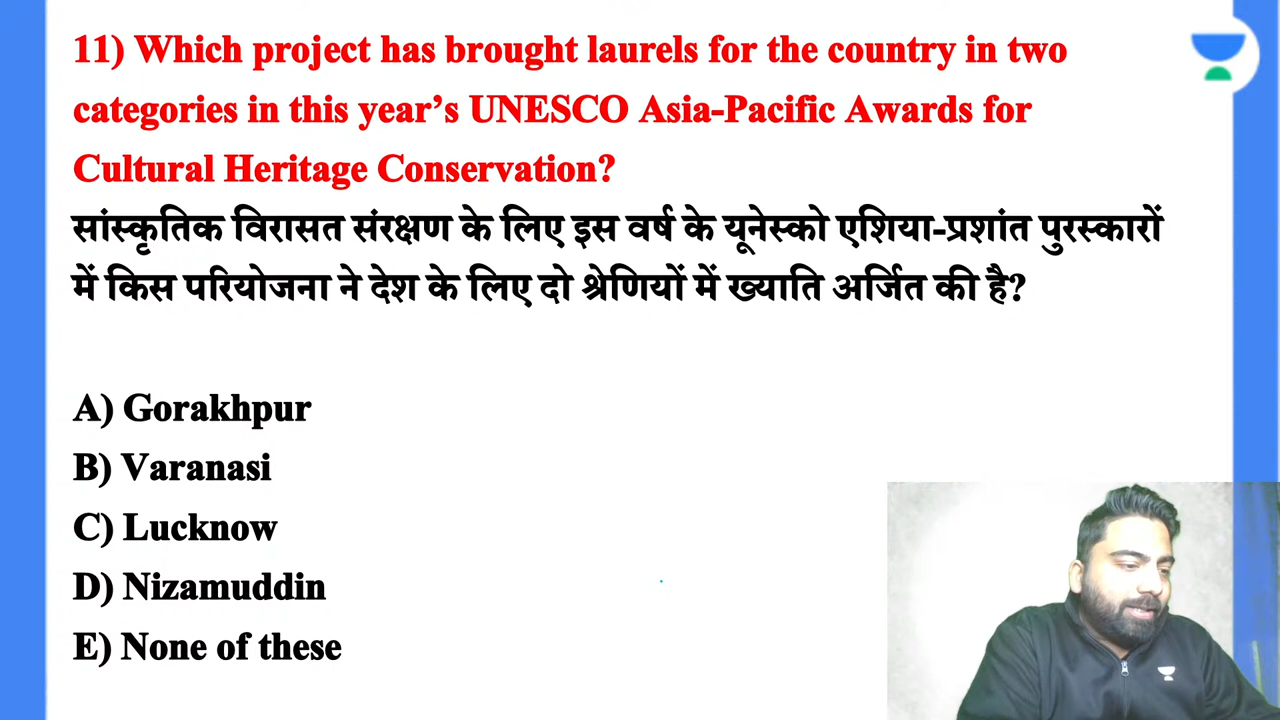 11) Which project has brought laurels for the country in two
categories in this year’s UNESCO Asia-Pacific Awards for
Cultural Heritage Conservation?
सांस्कृतिक विरासत संरक्षण के लिए इस वर्ष के यूनेस्को एशिया-प्रशांत पुरस्कारों
में किस परियोजना ने देश के लिए दो श्रेणियों में ख्याति अर्जित की है?
A) Gorakhpur
B) Varanasi
C) Lucknow
D) Nizamuddin
E) None of these